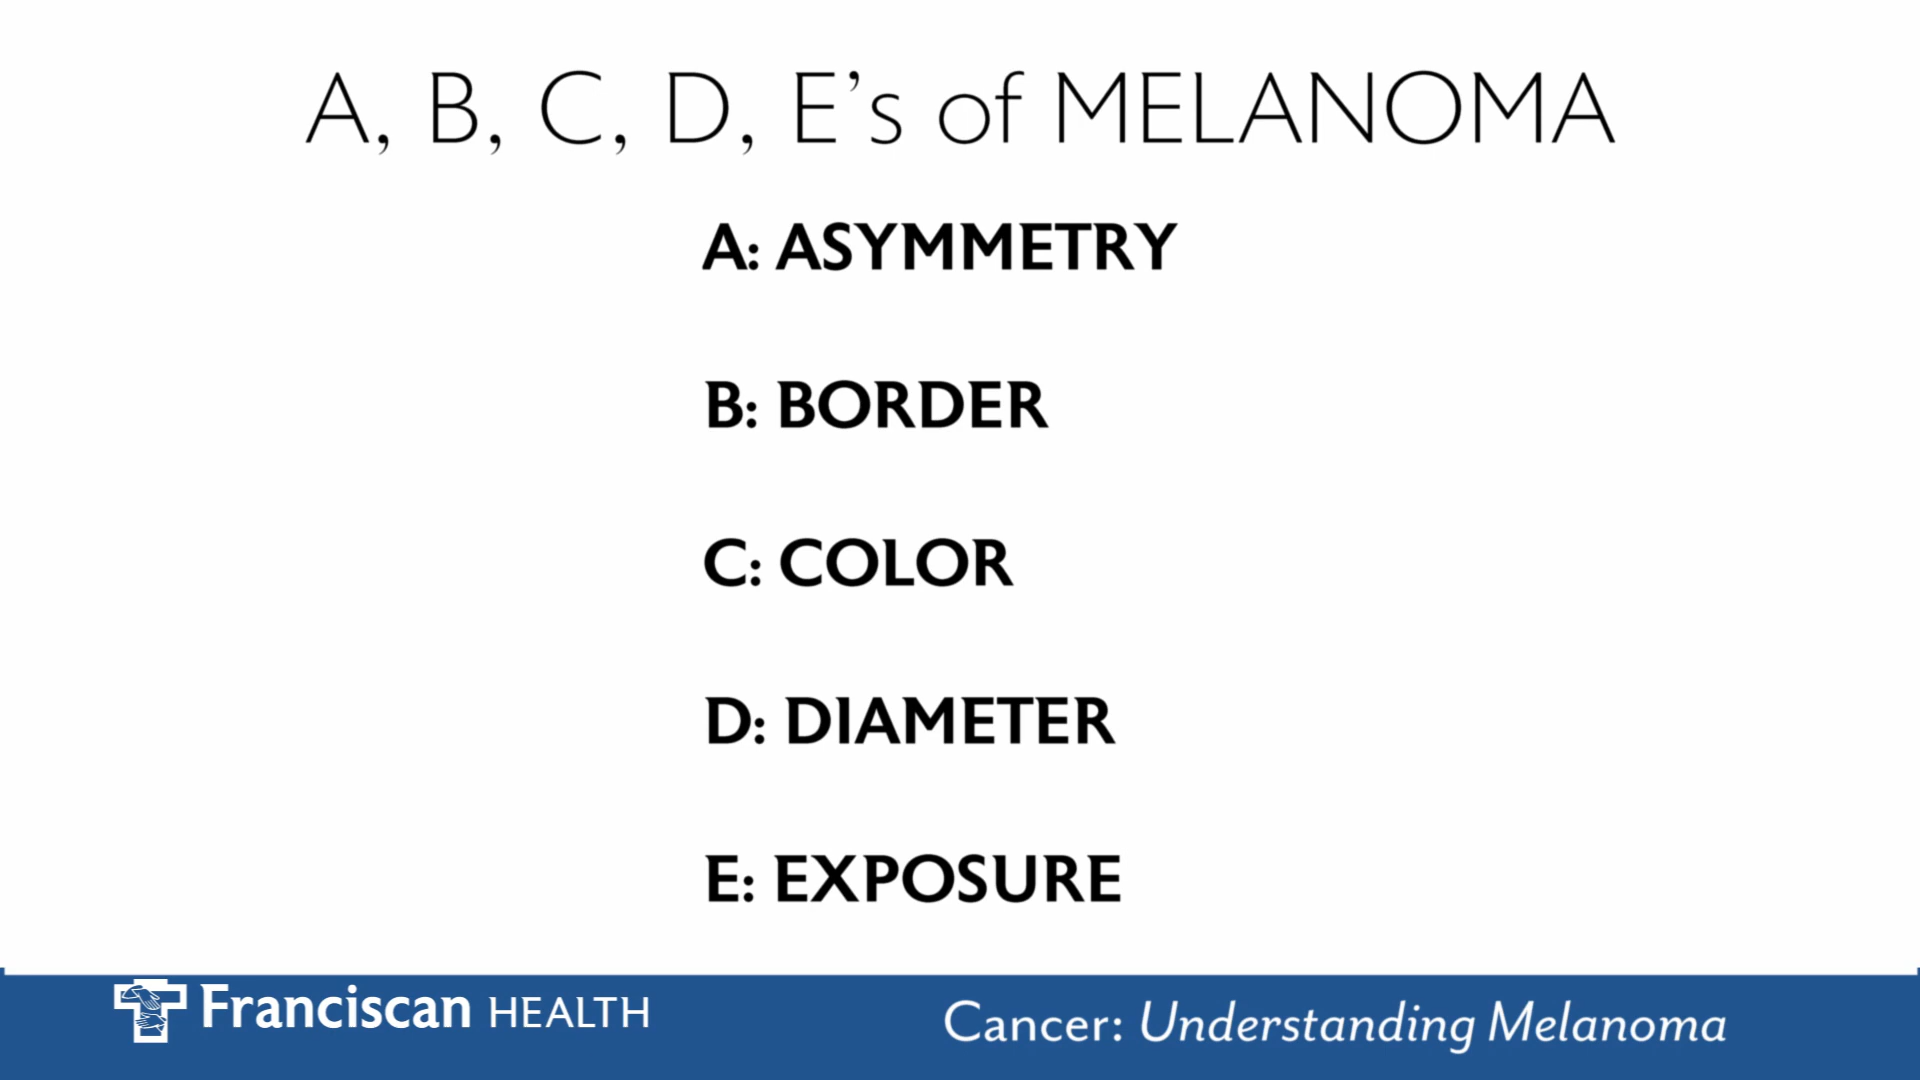 A, B, C, D, E’s of MELANOMA
A: ASYMMETRY
B: BORDER
C: COLOR
D: DIAMETER
E: EXPOSURE
Franciscan HEALTH
Cancer: Understanding Melanoma